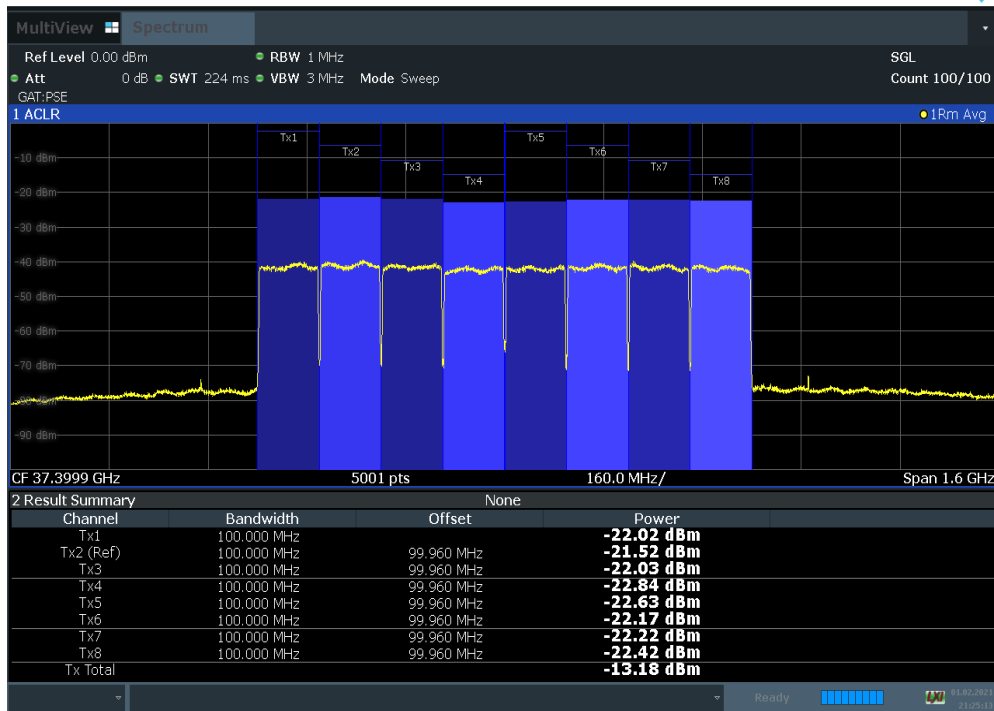 MultiView Spectrum
Ref Level 0.00 dBm RBW 1 MHz SGL
Att 0 dB SWT 224 ms VBW 3 MHz Mode Sweep Count 100/100
GAT:PSE
1 ACLR 1Rm Avg
Tx1 Tx5
Tx2 Tx6
-10 dBm
Tx3 Tx7
Tx4 Tx8
-20 dBm
-30 dBm
-40 dBm
-50 dBm
-60 dBm
-70 dBm
-80 dBm
-90 dBm
CF 37.3999 GHz 5001 pts 160.0 MHz/ Span 1.6 GHz
2 Result Summary None
Channel Bandwidth Offset Power
Tx1 100.000 MHz -22.02 dBm
Tx2 (Ref) 100.000 MHz 99.960 MHz -21.52 dBm
Tx3 100.000 MHz 99.960 MHz -22.03 dBm
Tx4 100.000 MHz 99.960 MHz -22.84 dBm
Tx5 100.000 MHz 99.960 MHz -22.63 dBm
Tx6 100.000 MHz 99.960 MHz -22.17 dBm
Tx7 100.000 MHz 99.960 MHz -22.22 dBm
Tx8 100.000 MHz 99.960 MHz -22.42 dBm
Tx Total -13.18 dBm
Ready 01.02.2021
21:25:13